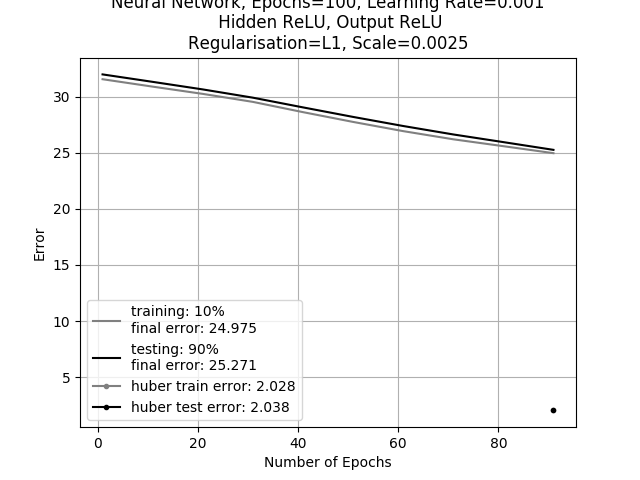 Neural Network, Epochs=100, Learning Rate=0.001
Hidden ReLU, Output ReLU
Regularisation=L1, Scale=0.0025
30
25
20
15
10
5
Error
training: 10%
final error: 24.975
testing: 90%
final error: 25.271
huber train error: 2.028
huber test error: 2.038
0 20 40 60 80
Number of Epochs